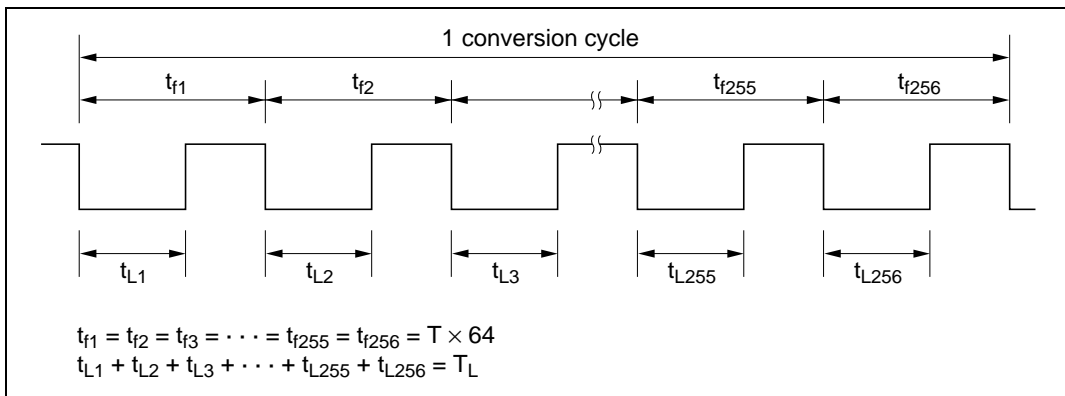 1 conversion cycle
tf1 tf2 tf255 tf256
tL1 tL2 tL3 tL255 tL256
tf1 = tf2 = tf3 = · · · = tf255 = tf256 = T × 64
tL1 + tL2 + tL3 + · · · + tL255 + tL256 = TL